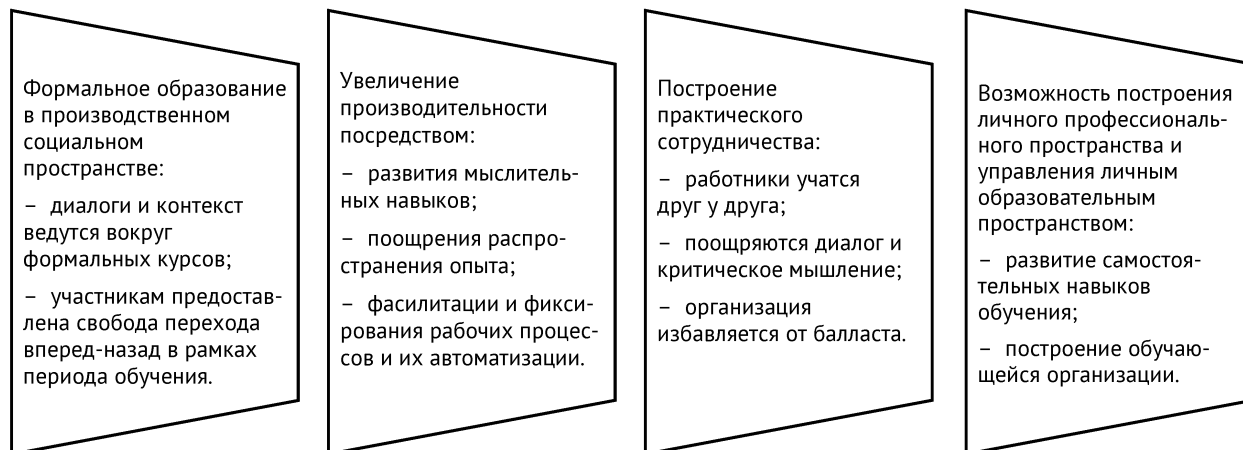 Формальное образование
в производственном
социальном
пространстве:
– диалоги и контекст
ведутся вокруг
формальных курсов;
– участникам предостав-
лена свобода перехода
вперед-назад в рамках
периода обучения.
Увеличение
производительности
посредством:
– развития мыслитель-
ных навыков;
– поощрения распро-
странения опыта;
– фасилитации и фикси-
рования рабочих процес-
сов и их автоматизации.
Построение
практического
сотрудничества:
– работники учатся
друг у друга;
– поощряются диалог и
критическое мышление;
– организация
избавляется от балласта.
Возможность построения
личного профессиональ-
ного пространства и
управления личным
образовательным
пространством:
– развитие самостоя-
тельных навыков
обучения;
– построение обучаю-
щейся организации.